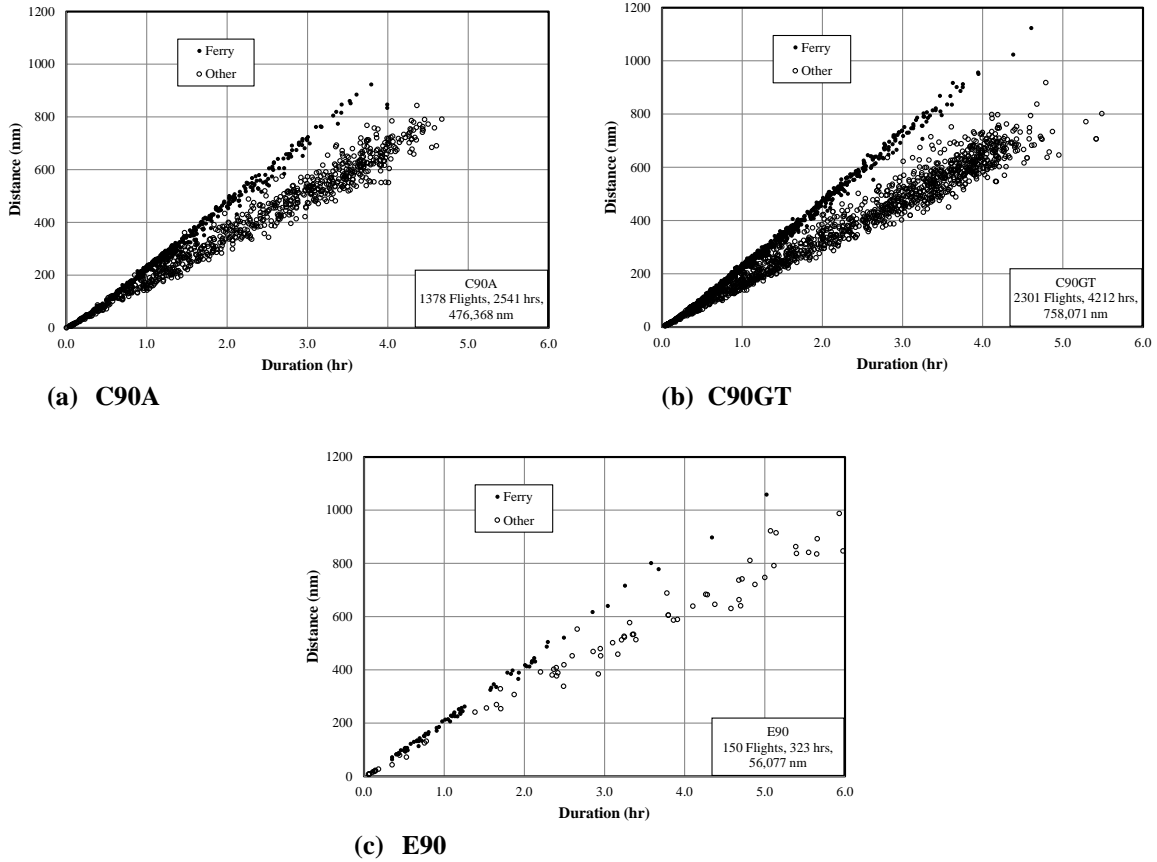 1200
1000
800
600
400
200
0
Distance (nm)
Ferry
Other
C90A
1378 Flights, 2541 hrs,
476,368 nm
0.0 1.0 2.0 3.0 4.0 5.0 6.0
Duration (hr)
(a) C90A
1200
1000
800
600
400
200
0
Distance (nm)
Ferry
Other
C90GT
2301 Flights, 4212 hrs,
758,071 nm
0.0 1.0 2.0 3.0 4.0 5.0 6.0
Duration (hr)
(b) C90GT
1200
1000
800
600
400
200
0
Distance (nm)
Ferry
Other
E90
150 Flights, 323 hrs,
56,077 nm
0.0 1.0 2.0 3.0 4.0 5.0 6.0
Duration (hr)
(c) E90